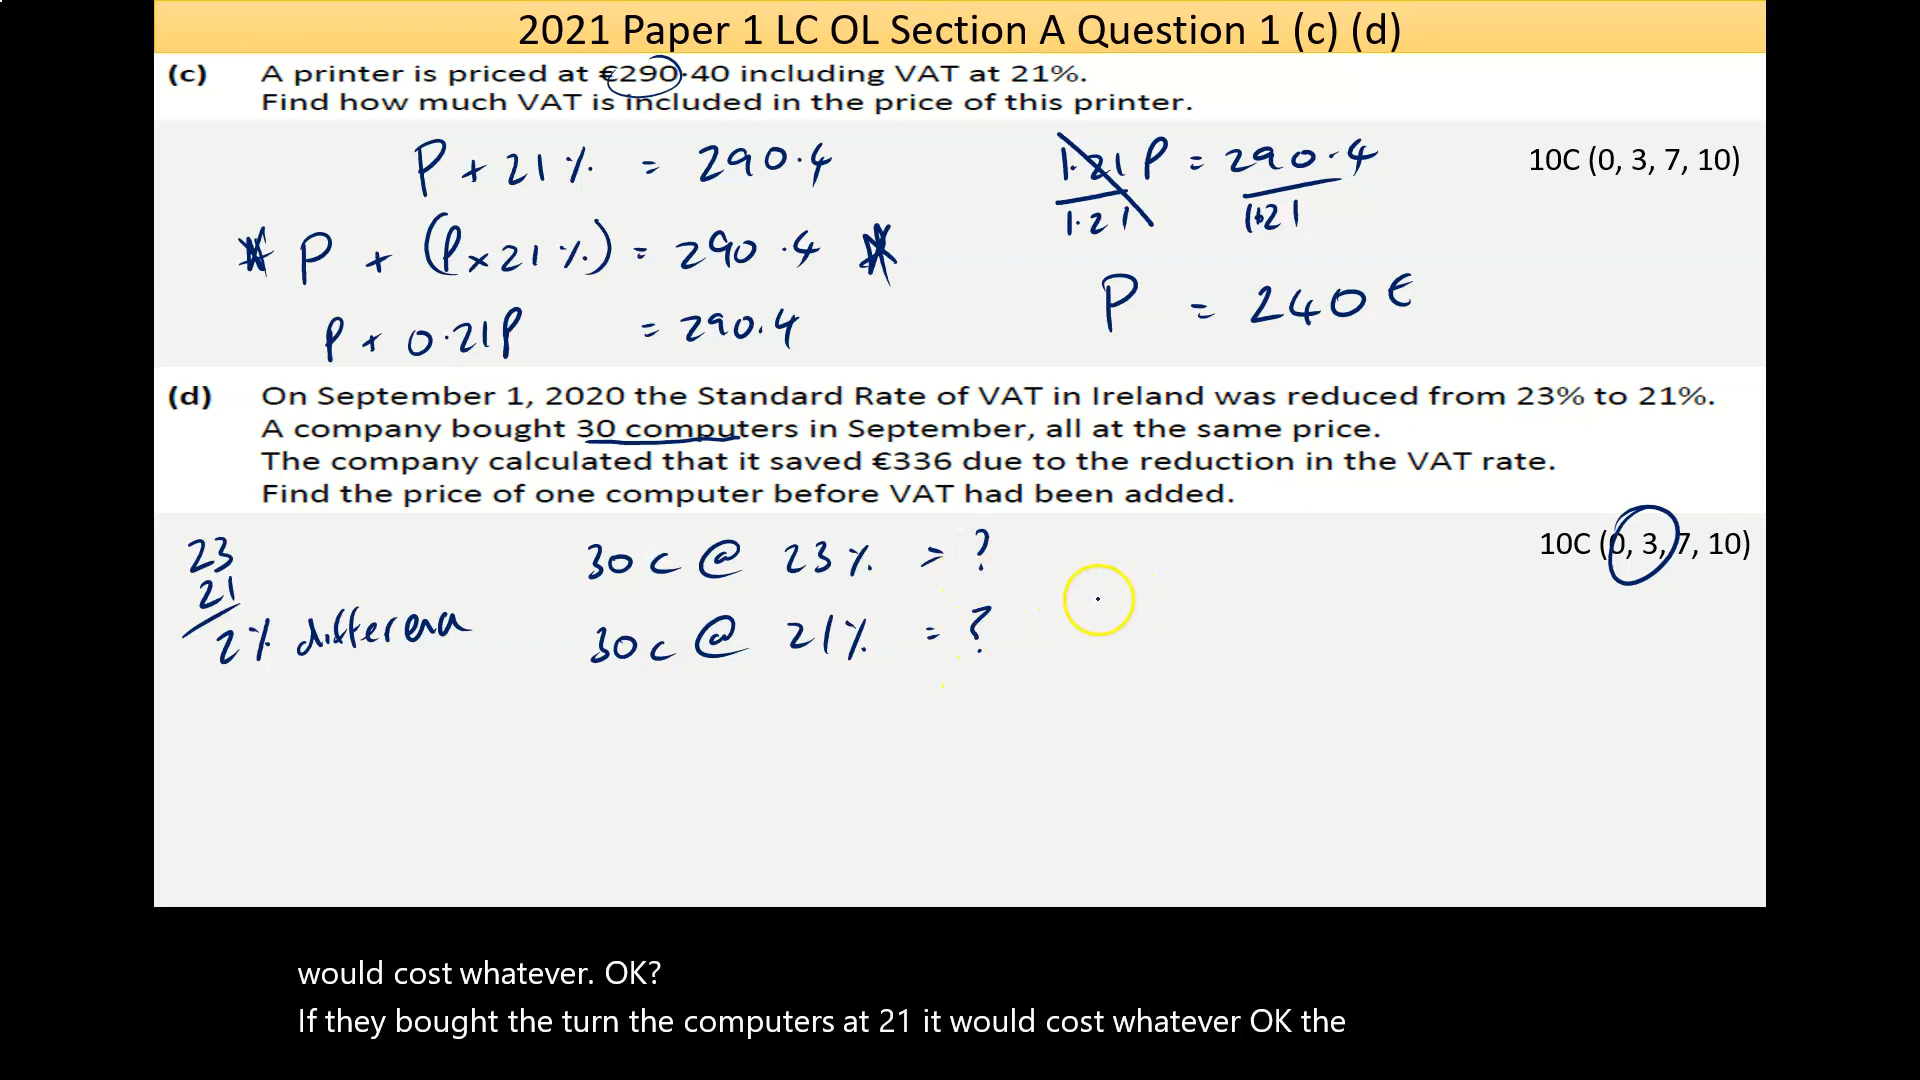 2021 Paper 1 LC OL Section A Question 1 (c) (d)
(c) A printer is priced at €290·40 including VAT at 21%.
Find how much VAT is included in the price of this printer.
P + 21% = 290·4
P + (P × 21%) = 290·4
P + 0·21P = 290·4
1·21P = 290·4
1·21 1·21
P = 240€
10C (0, 3, 7, 10)
(d) On September 1, 2020 the Standard Rate of VAT in Ireland was reduced from 23% to 21%.
A company bought 30 computers in September, all at the same price.
The company calculated that it saved €336 due to the reduction in the VAT rate.
Find the price of one computer before VAT had been added.
23
21
2% difference
30c @ 23% = ?
30c @ 21% = ?
10C (0, 3, 7, 10)
would cost whatever. OK?
If they bought the turn the computers at 21 it would cost whatever OK the